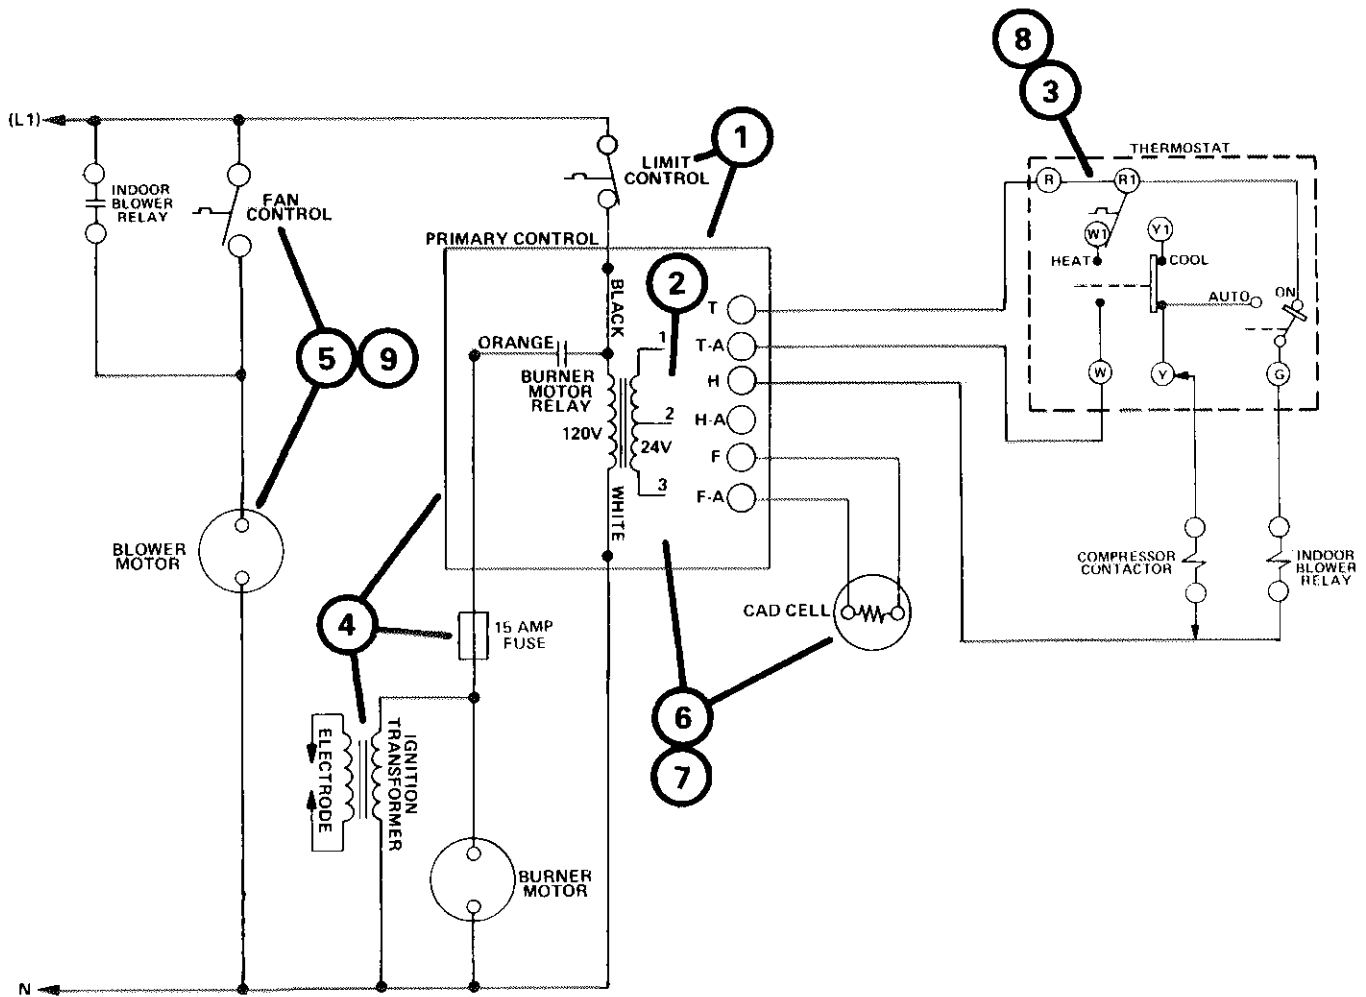 8
3
(L1)
1
LIMIT
CONTROL
THERMOSTAT
R
R1
INDOOR
BLOWER
RELAY
FAN
CONTROL
PRIMARY CONTROL
W1
Y1
HEAT
COOL
2
BLACK
T
AUTO
ON
5
9
ORANGE
1
T-A
BURNER
MOTOR
RELAY
H
W
Y
G
120V
2
24V
H-A
F
3
F-A
WHITE
BLOWER
MOTOR
COMPRESSOR
CONTACTOR
INDOOR
BLOWER
RELAY
4
15 AMP
FUSE
CAD CELL
6
7
ELECTRODE
IGNITION
TRANSFORMER
BURNER
MOTOR
N